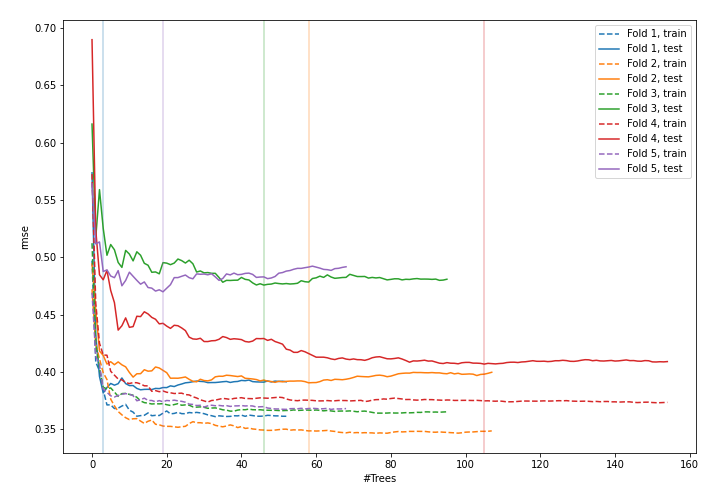 0.70
0.65
0.60
0.55
0.50
0.45
0.40
0.35
rmse
0 20 40 60 80 100 120 140 160
#Trees
Fold 1, train
Fold 1, test
Fold 2, train
Fold 2, test
Fold 3, train
Fold 3, test
Fold 4, train
Fold 4, test
Fold 5, train
Fold 5, test